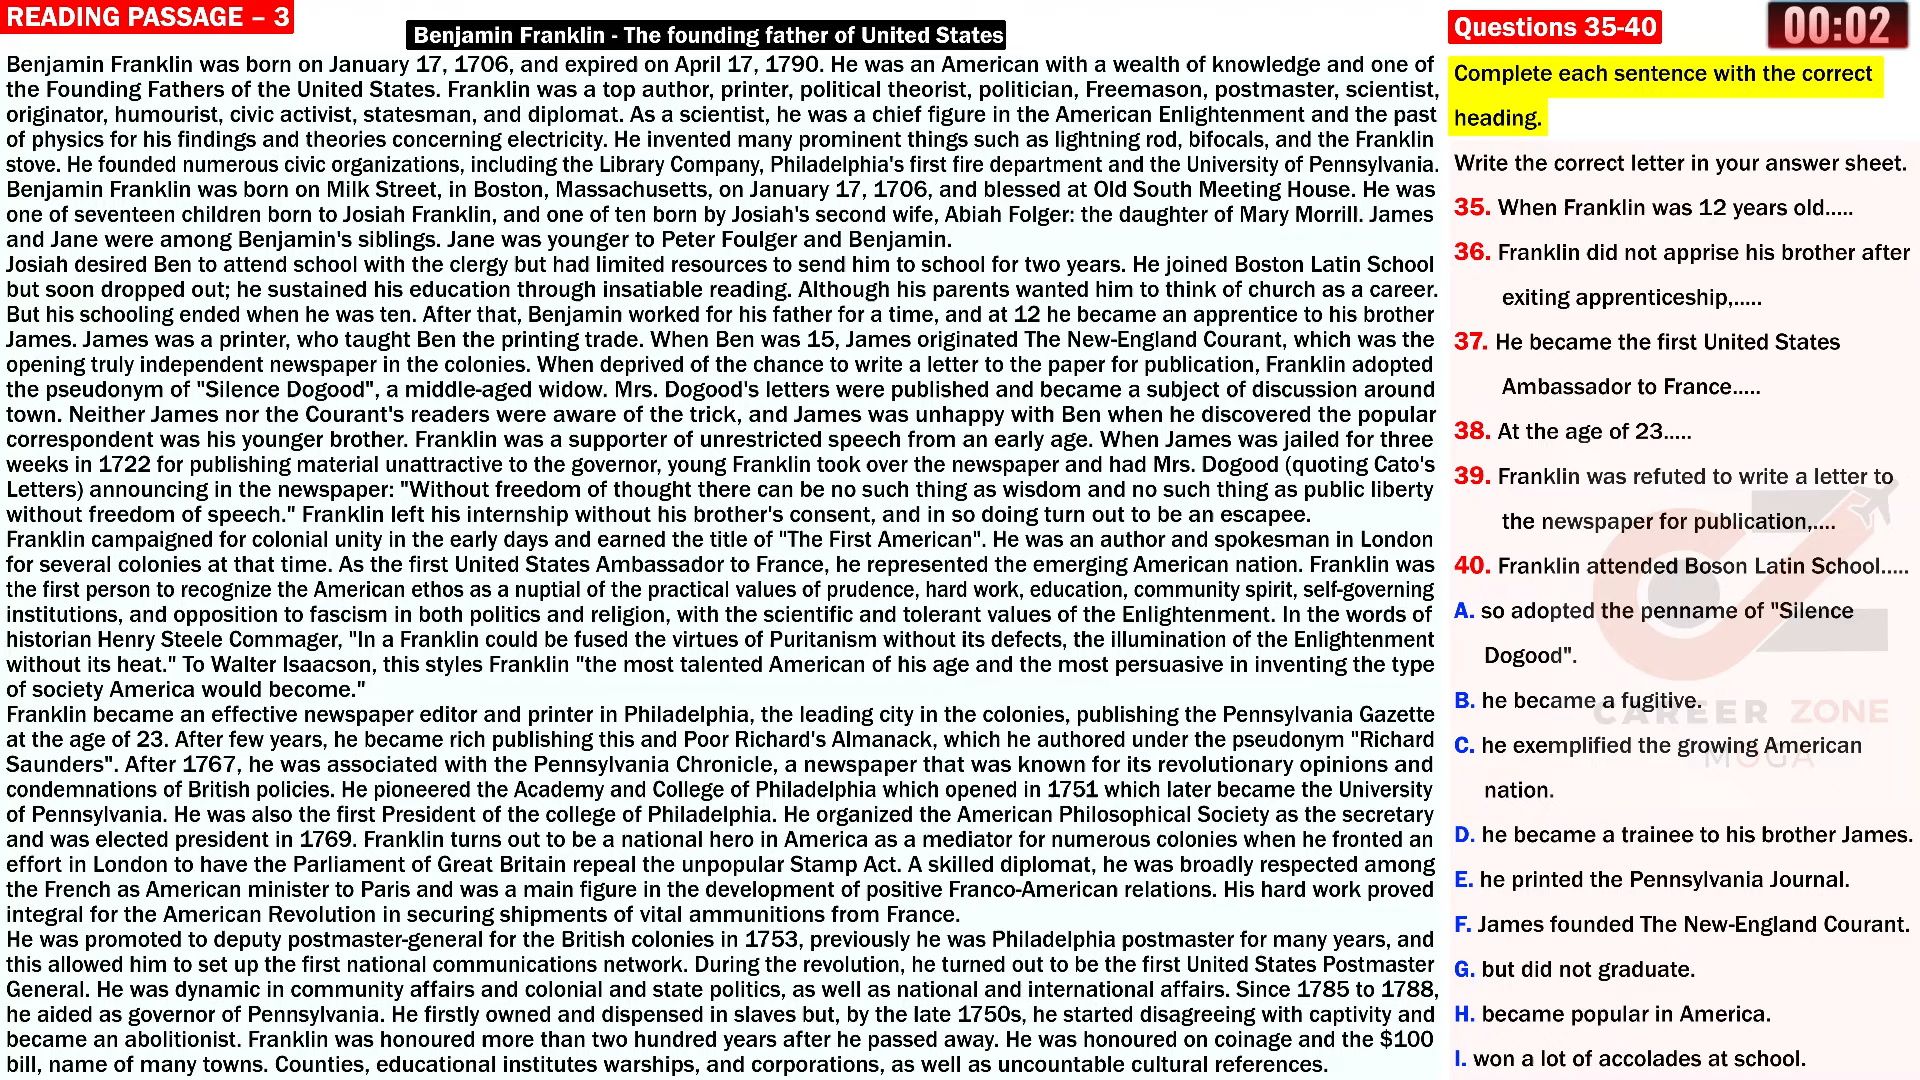 READING PASSAGE – 3
Benjamin Franklin - The founding father of United States
Benjamin Franklin was born on January 17, 1706, and expired on April 17, 1790. He was an American with a wealth of knowledge and one of
the Founding Fathers of the United States. Franklin was a top author, printer, political theorist, politician, Freemason, postmaster, scientist,
originator, humourist, civic activist, statesman, and diplomat. As a scientist, he was a chief figure in the American Enlightenment and the past
of physics for his findings and theories concerning electricity. He invented many prominent things such as lightning rod, bifocals, and the Franklin
stove. He founded numerous civic organizations, including the Library Company, Philadelphia's first fire department and the University of Pennsylvania.
Benjamin Franklin was born on Milk Street, in Boston, Massachusetts, on January 17, 1706, and blessed at Old South Meeting House. He was
one of seventeen children born to Josiah Franklin, and one of ten born by Josiah's second wife, Abiah Folger: the daughter of Mary Morrill. James
and Jane were among Benjamin's siblings. Jane was younger to Peter Foulger and Benjamin.
Josiah desired Ben to attend school with the clergy but had limited resources to send him to school for two years. He joined Boston Latin School
but soon dropped out; he sustained his education through insatiable reading. Although his parents wanted him to think of church as a career.
But his schooling ended when he was ten. After that, Benjamin worked for his father for a time, and at 12 he became an apprentice to his brother
James. James was a printer, who taught Ben the printing trade. When Ben was 15, James originated The New-England Courant, which was the
opening truly independent newspaper in the colonies. When deprived of the chance to write a letter to the paper for publication, Franklin adopted
the pseudonym of "Silence Dogood", a middle-aged widow. Mrs. Dogood's letters were published and became a subject of discussion around
town. Neither James nor the Courant's readers were aware of the trick, and James was unhappy with Ben when he discovered the popular
correspondent was his younger brother. Franklin was a supporter of unrestricted speech from an early age. When James was jailed for three
weeks in 1722 for publishing material unattractive to the governor, young Franklin took over the newspaper and had Mrs. Dogood (quoting Cato's
Letters) announcing in the newspaper: "Without freedom of thought there can be no such thing as wisdom and no such thing as public liberty
without freedom of speech." Franklin left his internship without his brother's consent, and in so doing turn out to be an escapee.
Franklin campaigned for colonial unity in the early days and earned the title of "The First American". He was an author and spokesman in London
for several colonies at that time. As the first United States Ambassador to France, he represented the emerging American nation. Franklin was
the first person to recognize the American ethos as a nuptial of the practical values of prudence, hard work, education, community spirit, self-governing
institutions, and opposition to fascism in both politics and religion, with the scientific and tolerant values of the Enlightenment. In the words of
historian Henry Steele Commager, "In a Franklin could be fused the virtues of Puritanism without its defects, the illumination of the Enlightenment
without its heat." To Walter Isaacson, this styles Franklin "the most talented American of his age and the most persuasive in inventing the type
of society America would become."
Franklin became an effective newspaper editor and printer in Philadelphia, the leading city in the colonies, publishing the Pennsylvania Gazette
at the age of 23. After few years, he became rich publishing this and Poor Richard's Almanack, which he authored under the pseudonym "Richard
Saunders". After 1767, he was associated with the Pennsylvania Chronicle, a newspaper that was known for its revolutionary opinions and
condemnations of British policies. He pioneered the Academy and College of Philadelphia which opened in 1751 which later became the University
of Pennsylvania. He was also the first President of the college of Philadelphia. He organized the American Philosophical Society as the secretary
and was elected president in 1769. Franklin turns out to be a national hero in America as a mediator for numerous colonies when he fronted an
effort in London to have the Parliament of Great Britain repeal the unpopular Stamp Act. A skilled diplomat, he was broadly respected among
the French as American minister to Paris and was a main figure in the development of positive Franco-American relations. His hard work proved
integral for the American Revolution in securing shipments of vital ammunitions from France.
He was promoted to deputy postmaster-general for the British colonies in 1753, previously he was Philadelphia postmaster for many years, and
this allowed him to set up the first national communications network. During the revolution, he turned out to be the first United States Postmaster
General. He was dynamic in community affairs and colonial and state politics, as well as national and international affairs. Since 1785 to 1788,
he aided as governor of Pennsylvania. He firstly owned and dispensed in slaves but, by the late 1750s, he started disagreeing with captivity and
became an abolitionist. Franklin was honoured more than two hundred years after he passed away. He was honoured on coinage and the $100
bill, name of many towns. Counties, educational institutes warships, and corporations, as well as uncountable cultural references.
Questions 35-40
00:02
Complete each sentence with the correct
heading.
Write the correct letter in your answer sheet.
35. When Franklin was 12 years old.....
36. Franklin did not apprise his brother after
exiting apprenticeship,.....
37. He became the first United States
Ambassador to France.....
38. At the age of 23.....
39. Franklin was refuted to write a letter to
the newspaper for publication,....
40. Franklin attended Boson Latin School.....
A. so adopted the penname of "Silence
Dogood".
B. he became a fugitive.
CAREER ZONE
C. he exemplified the growing American
MOGA
nation.
D. he became a trainee to his brother James.
E. he printed the Pennsylvania Journal.
F. James founded The New-England Courant.
G. but did not graduate.
H. became popular in America.
I. won a lot of accolades at school.